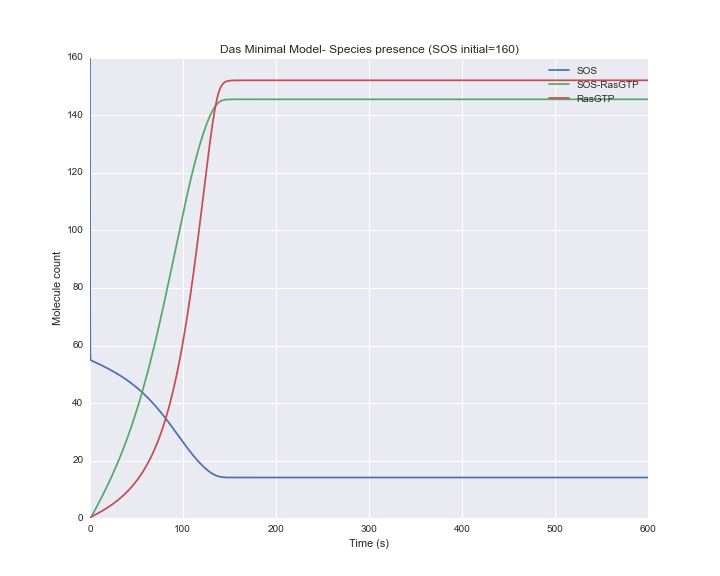 Das Minimal Model- Species presence (SOS initial=160)
160
140
120
100
80
60
40
20
0
Molecule count
SOS
SOS-RasGTP
RasGTP
0 100 200 300 400 500 600
Time (s)